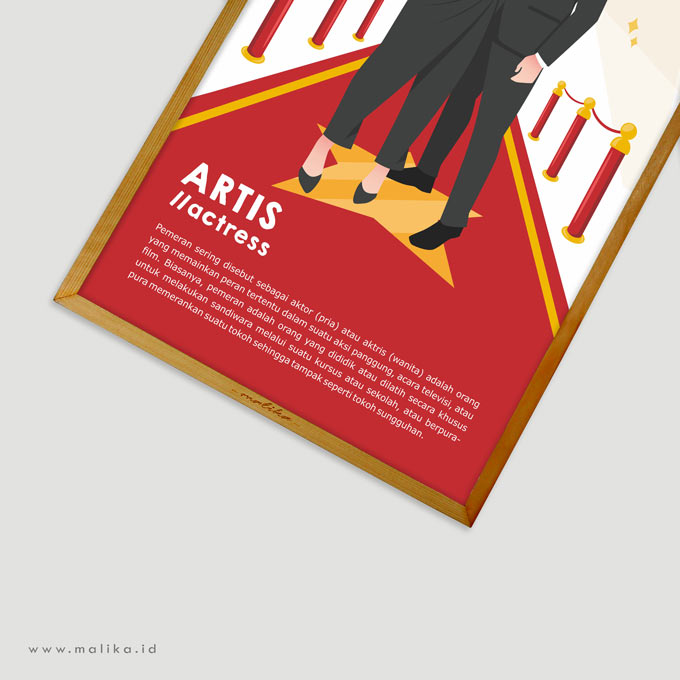 ARTIS
//actress
Pemeran sering disebut sebagai aktor (pria) atau aktris (wanita) adalah orang
yang memainkan peran tertentu dalam suatu aksi panggung, acara televisi, atau
film. Biasanya, pemeran adalah orang yang dididik atau dilatih secara khusus
untuk melakukan sandiwara melalui suatu kursus atau sekolah, atau berpura-
pura memerankan suatu tokoh sehingga tampak seperti tokoh sungguhan.
malika
www.malika.id